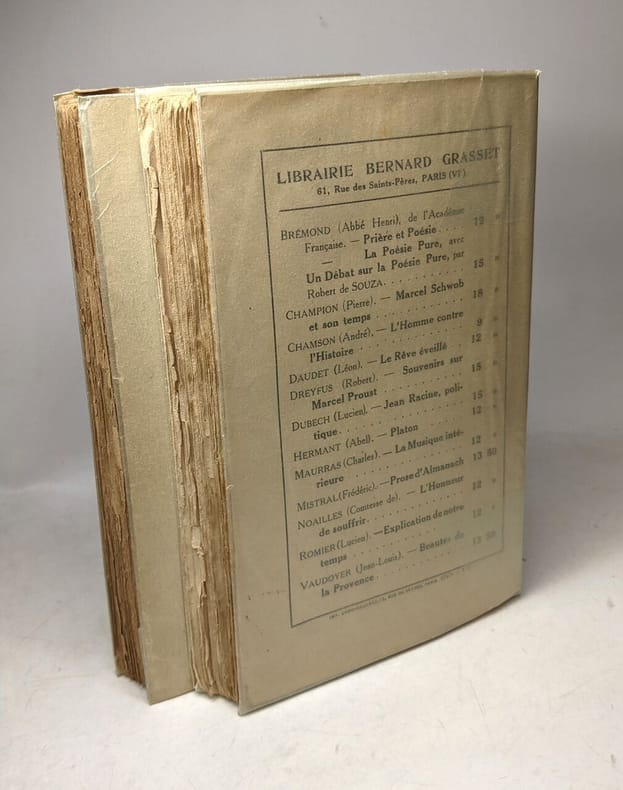 LIBRAIRIE BERNARD GRASSET
61, Rue des Saints-Pères, PARIS (VIᵉ)
BRÉMOND (Abbé Henri), de l'Académie
Française. — Prière et Poésie . . . . 12 »
— La Poésie Pure, avec
Un Débat sur la Poésie Pure, par
Robert de SOUZA. . . . . . . . . 15 »
CHAMPION (Pierre). — Marcel Schwob
et son temps . . . . . . . . . . 18 »
CHAMSON (André). — L'Homme contre
l'Histoire . . . . . . . . . . . 9 »
DAUDET (Léon). — Le Rêve éveillé 12 »
DREYFUS (Robert). — Souvenirs sur
Marcel Proust . . . . . . . . . 15 »
DUBECH (Lucien). — Jean Racine, poli-
tique. . . . . . . . . . . . . 15 »
HERMANT (Abel). — Platon . . . . . 12 »
MAURRAS (Charles). — La Musique inté-
rieure . . . . . . . . . . . . 12 »
MISTRAL (Frédéric). — Prose d'Almanach 13 50
NOAILLES (Comtesse de). — L'Honneur
de souffrir. . . . . . . . . . 12 »
ROMIER (Lucien). — Explication de notre
temps . . . . . . . . . . . . 12 »
VAUDOYER (Jean-Louis). — Beautés de
la Provence . . . . . . . . . . 13 50